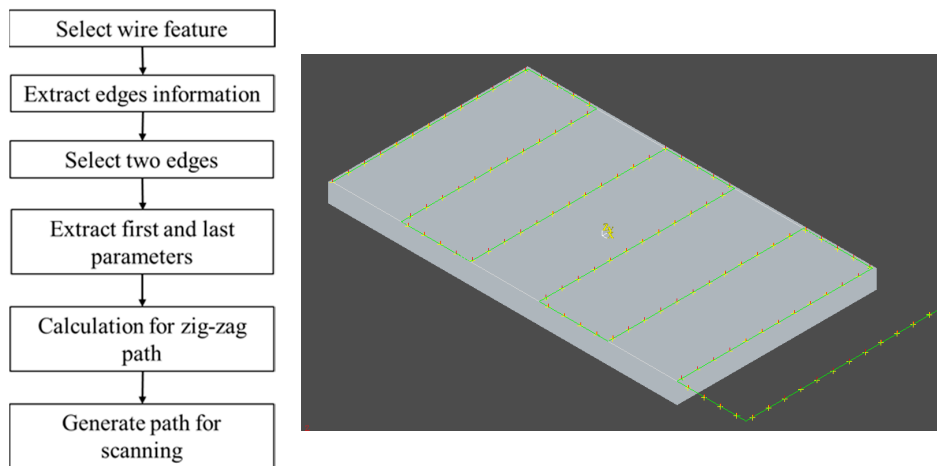 Select wire feature
Extract edges information
Select two edges
Extract first and last
parameters
Calculation for zig-zag
path
Generate path for
scanning